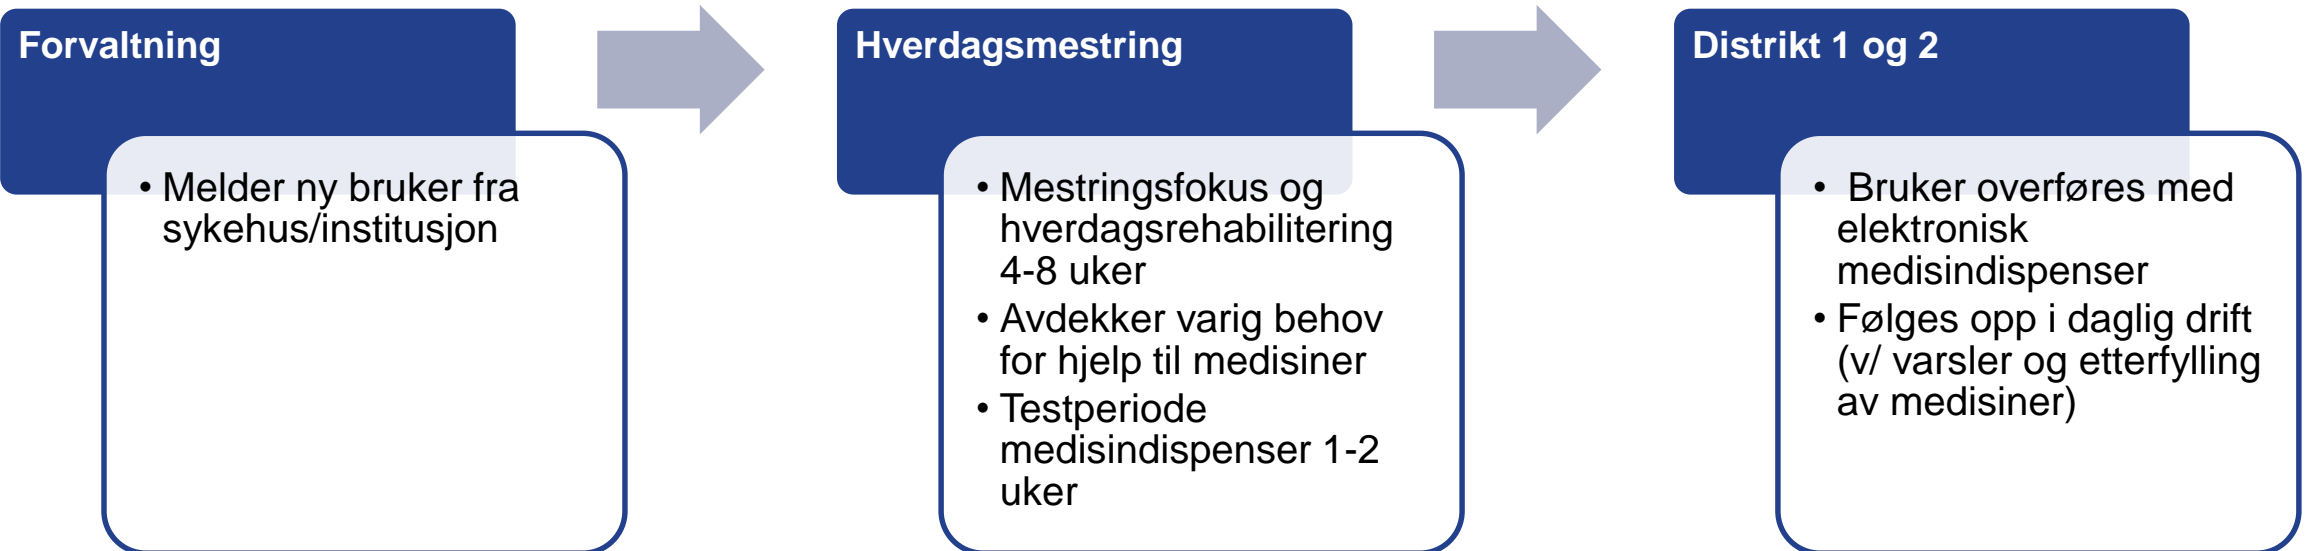 Forvaltning
• Melder ny bruker fra
sykehus/institusjon
Hverdagsmestring
• Mestringsfokus og
hverdagsrehabilitering
4-8 uker
• Avdekker varig behov
for hjelp til medisiner
• Testperiode
medisindispenser 1-2
uker
Distrikt 1 og 2
• Bruker overføres med
elektronisk
medisindispenser
• Følges opp i daglig drift
(v/ varsler og etterfylling
av medisiner)